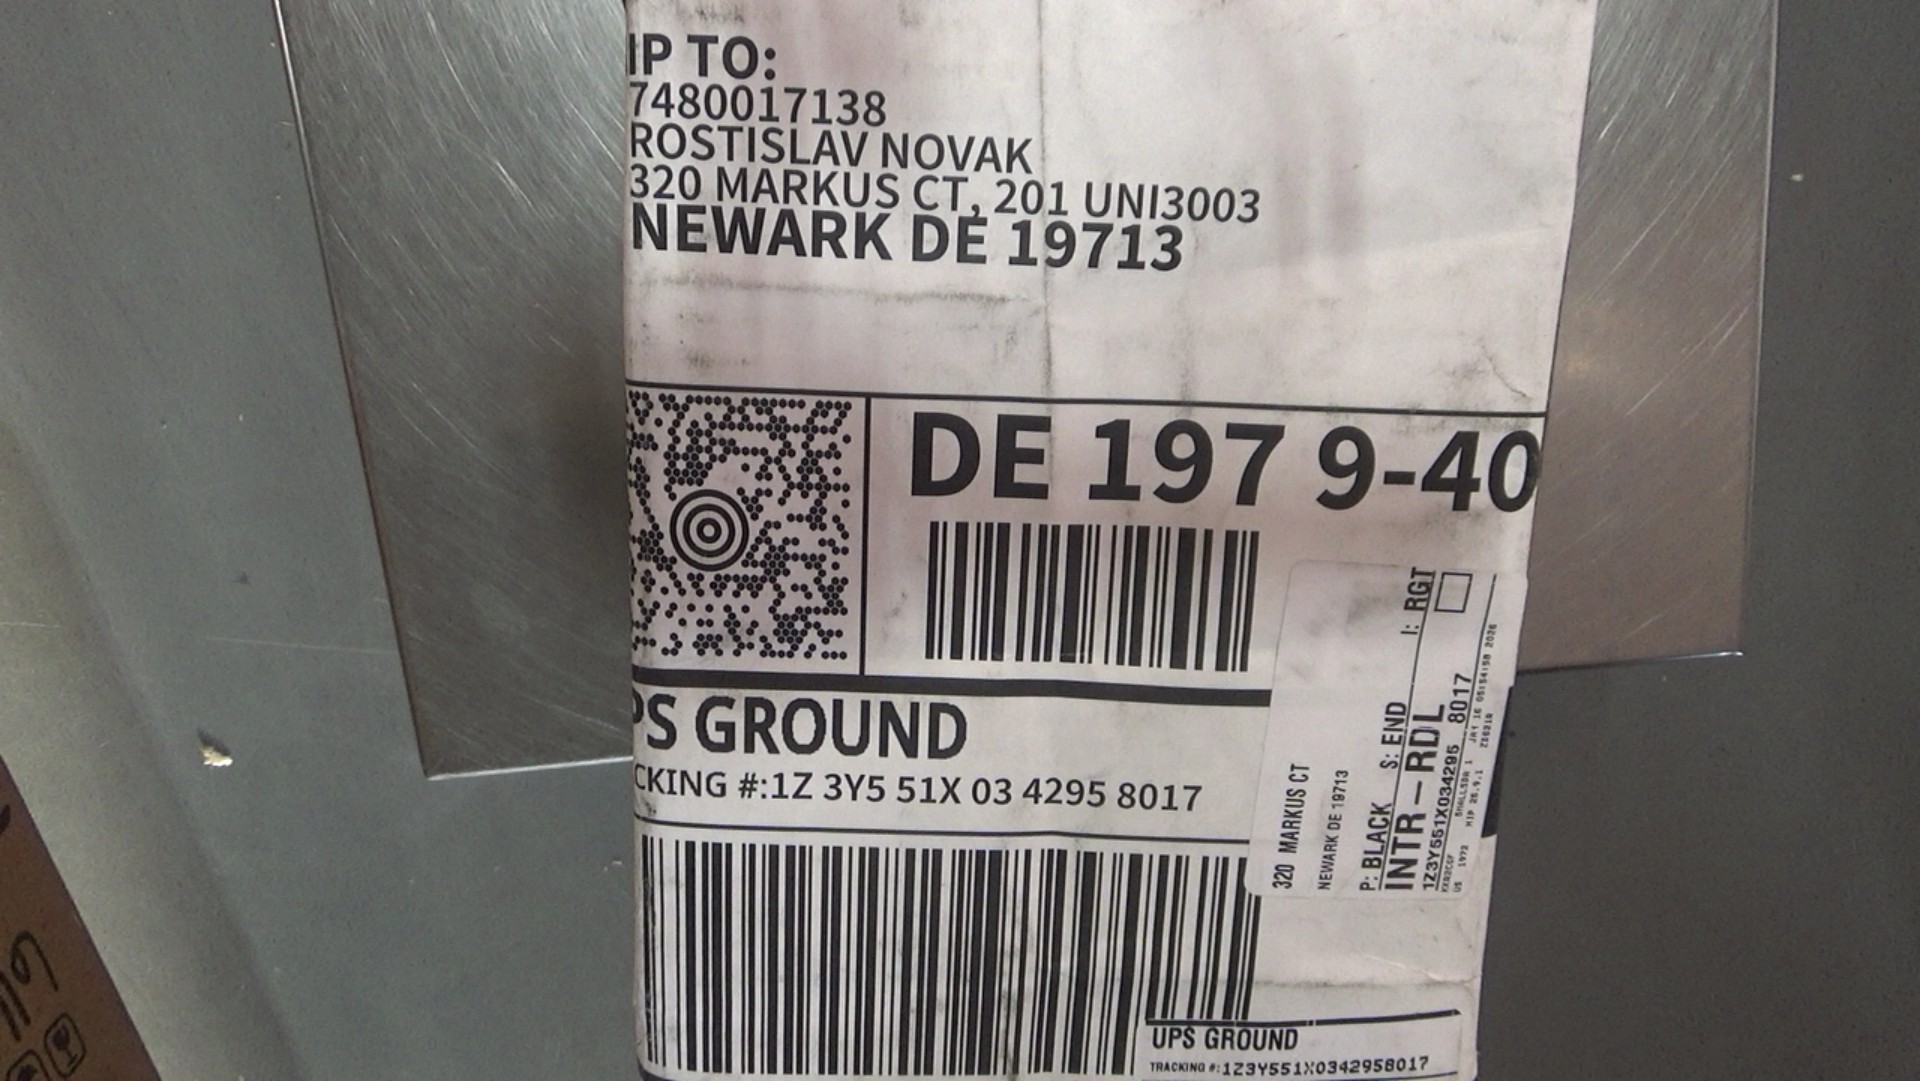 IP TO:
7480017138
ROSTISLAV NOVAK
320 MARKUS CT, 201 UNI3003
NEWARK DE 19713
DE 197 9-40
PS GROUND
CKING #:1Z 3Y5 51X 03 4295 8017
320 MARKUS CT
NEWARK DE 19713
P: BLACK S: END I: RGT
INTR-RDL
1Z3Y551X034295 8017
US 1972
UPS GROUND
TRACKING #:1Z3Y551X0342958017